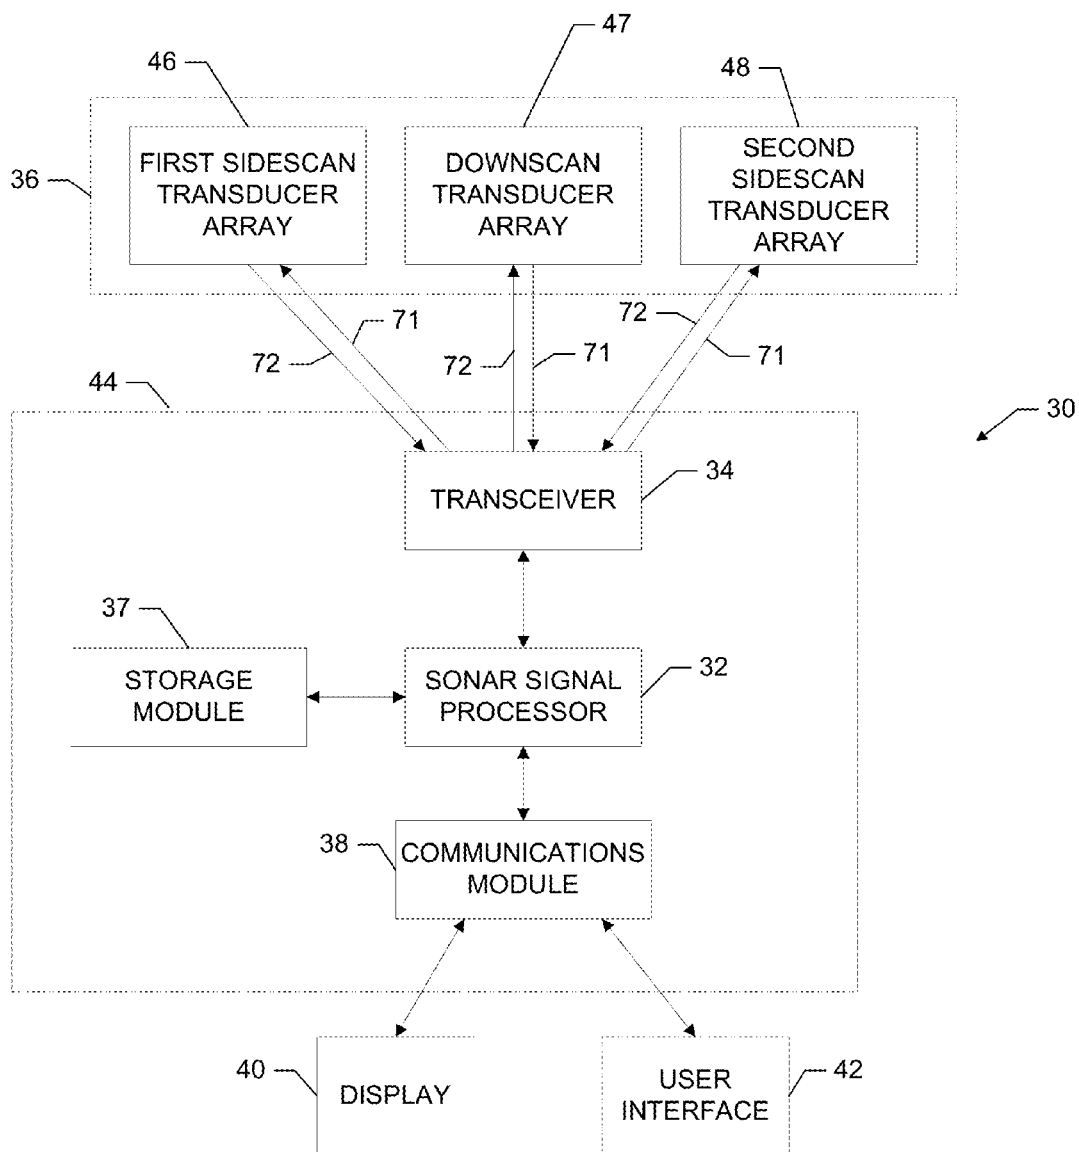 47
46
48
36
FIRST SIDESCAN
TRANSDUCER
ARRAY
DOWNSCAN
TRANSDUCER
ARRAY
SECOND
SIDESCAN
TRANSDUCER
ARRAY
71
72
72
71
72
71
44
30
TRANSCEIVER
34
37
STORAGE
MODULE
SONAR SIGNAL
PROCESSOR
32
38
COMMUNICATIONS
MODULE
40
DISPLAY
USER
INTERFACE
42